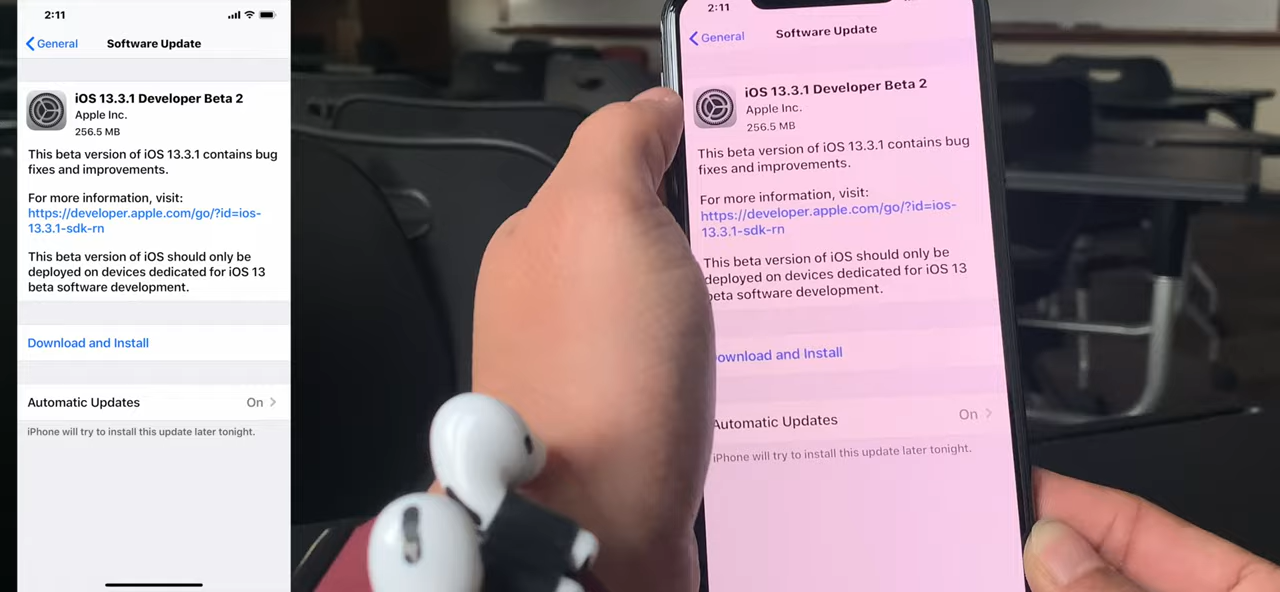 2:11
General
Software Update
iOS 13.3.1 Developer Beta 2
Apple Inc.
256.5 MB
This beta version of iOS 13.3.1 contains bug
fixes and improvements.
For more information, visit:
https://developer.apple.com/go/?id=ios-
13.3.1-sdk-rn
This beta version of iOS should only be
deployed on devices dedicated for iOS 13
beta software development.
Download and Install
Automatic Updates
On
iPhone will try to install this update later tonight.
2:11
General
Software Update
iOS 13.3.1 Developer Beta 2
Apple Inc.
256.5 MB
This beta version of iOS 13.3.1 contains bug
fixes and improvements.
For more information, visit:
https://developer.apple.com/go/?id=ios-
13.3.1-sdk-rn
This beta version of iOS should only be
deployed on devices dedicated for iOS 13
beta software development.
ownload and Install
Automatic Updates
On
iPhone will try to install this update later tonight.